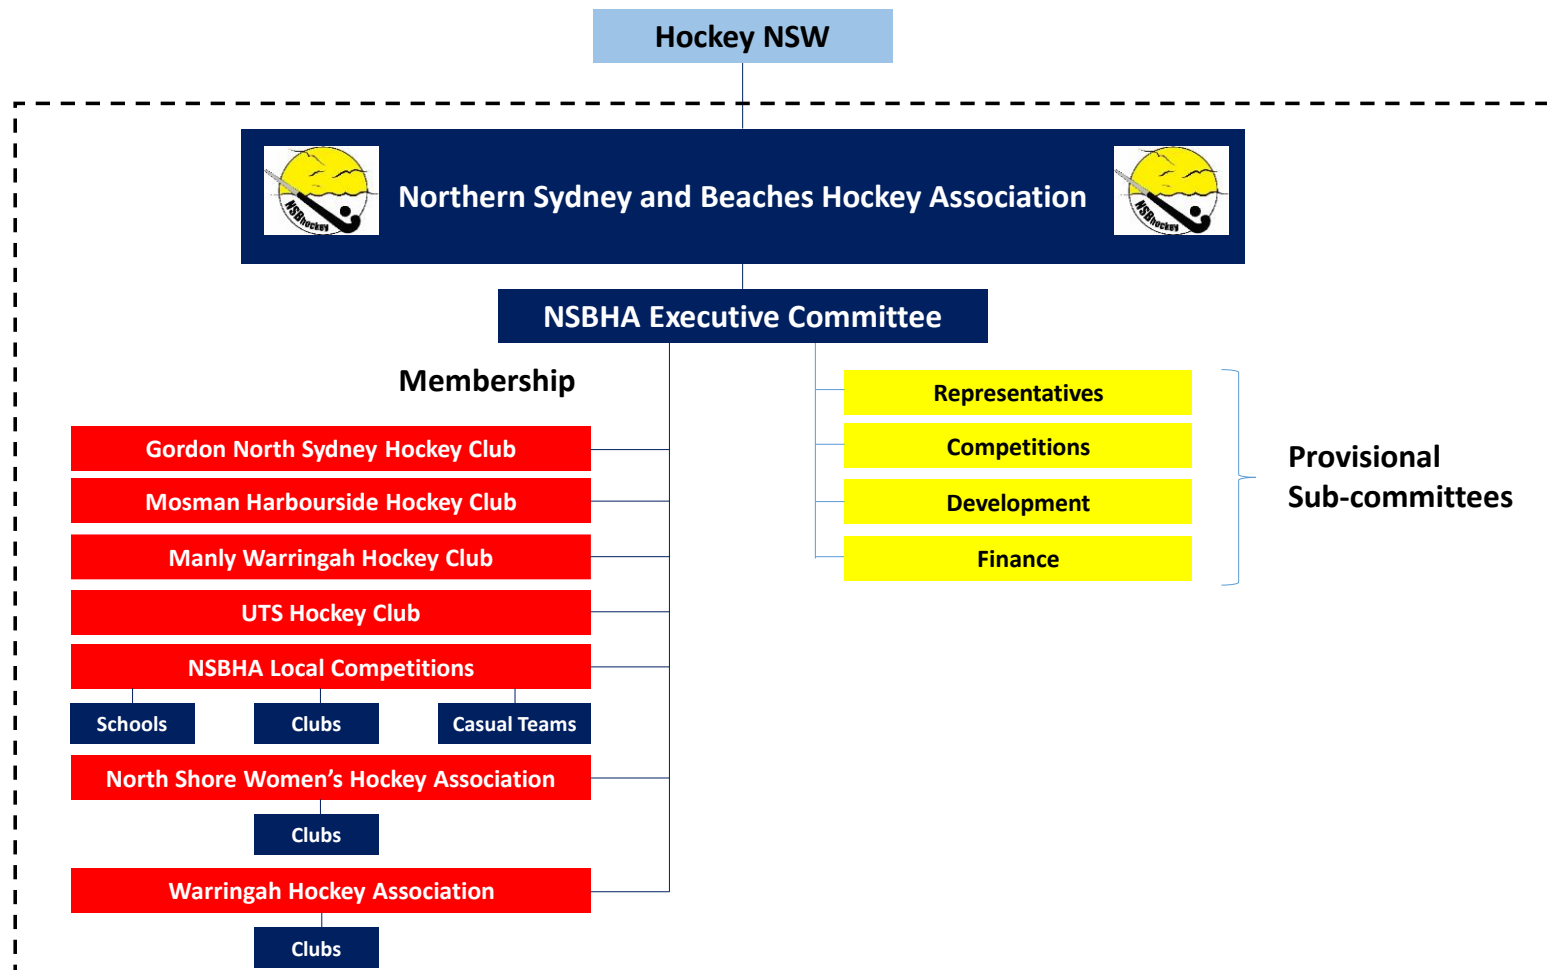 Hockey NSW
NSBhockey
Northern Sydney and Beaches Hockey Association
NSBhockey
NSBHA Executive Committee
Membership
Gordon North Sydney Hockey Club
Mosman Harbourside Hockey Club
Manly Warringah Hockey Club
UTS Hockey Club
NSBHA Local Competitions
Schools
Clubs
Casual Teams
North Shore Women’s Hockey Association
Clubs
Warringah Hockey Association
Clubs
Representatives
Competitions
Development
Finance
Provisional
Sub-committees